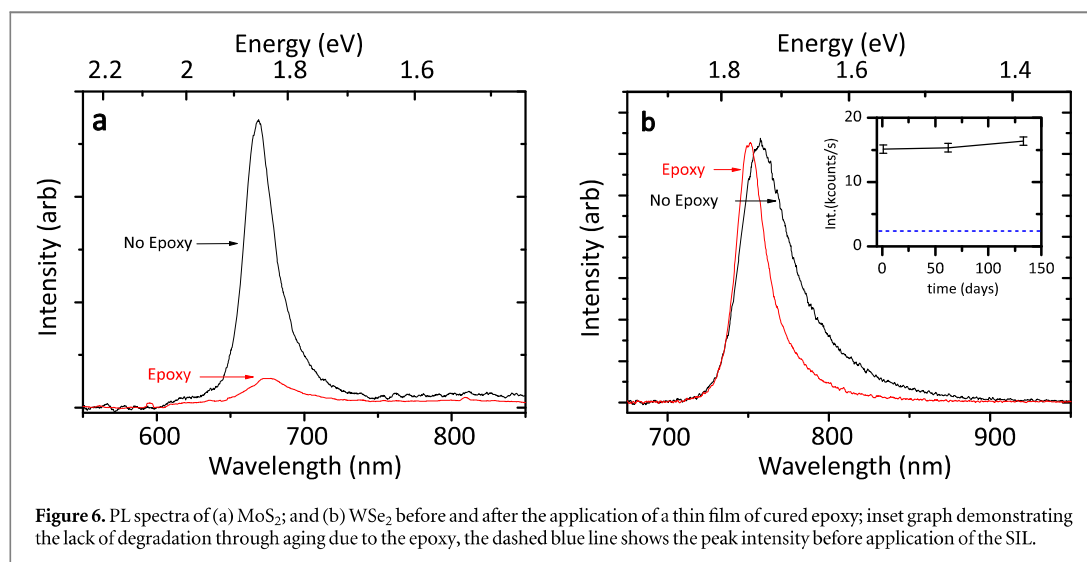 Energy (eV)
2.2 2 1.8 1.6
a
No Epoxy
Epoxy
Intensity (arb)
600 700 800
Wavelength (nm)
Energy (eV)
1.8 1.6 1.4
b
Epoxy
No Epoxy
Intensity (arb)
20
15
10
5
0
Int.(kcounts/s)
0 50 100 150
time (days)
700 800 900
Wavelength (nm)
Figure 6. PL spectra of (a) MoS₂; and (b) WSe₂ before and after the application of a thin film of cured epoxy; inset graph demonstrating
the lack of degradation through aging due to the epoxy, the dashed blue line shows the peak intensity before application of the SIL.